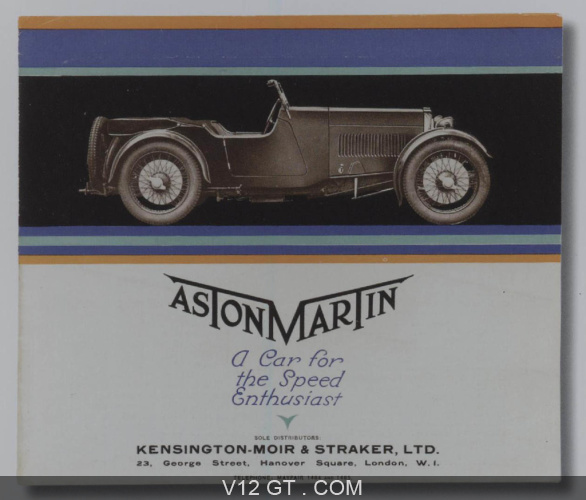 ASTON MARTIN
A Car for
the Speed
Enthusiast
SOLE DISTRIBUTORS:
KENSINGTON-MOIR & STRAKER, LTD.
23, George Street, Hanover Square, London, W.I.
V12 GT . COM